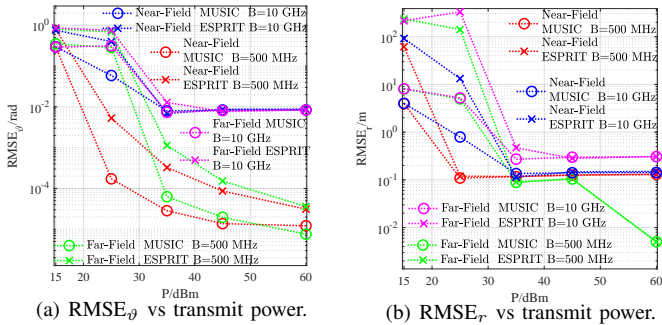 Near-Field MUSIC B=10 GHz
Near-Field ESPRIT B=10 GHz
Near-Field
MUSIC B=500 MHz
Near-Field
ESPRIT B=500 MHz
Far-Field MUSIC
B=10 GHz
Far-Field ESPRIT
B=10 GHz
Far-Field MUSIC B=500 MHz
Far-Field ESPRIT B=500 MHz
10^0
10^-2
10^-4
RMSE_ϑ/rad
15 20 30 40 50 60
P/dBm
(a) RMSE_ϑ vs transmit power.
Near-Field
MUSIC B=500 MHz
Near-Field
ESPRIT B=500 MHz
Near-Field
MUSIC B=10 GHz
Near-Field
ESPRIT B=10 GHz
Far-Field MUSIC B=10 GHz
Far-Field ESPRIT B=10 GHz
Far-Field MUSIC B=500 MHz
Far-Field ESPRIT B=500 MHz
10^2
10^1
10^0
10^-1
10^-2
RMSE_r/m
15 20 30 40 50 60
P/dBm
(b) RMSE_r vs transmit power.